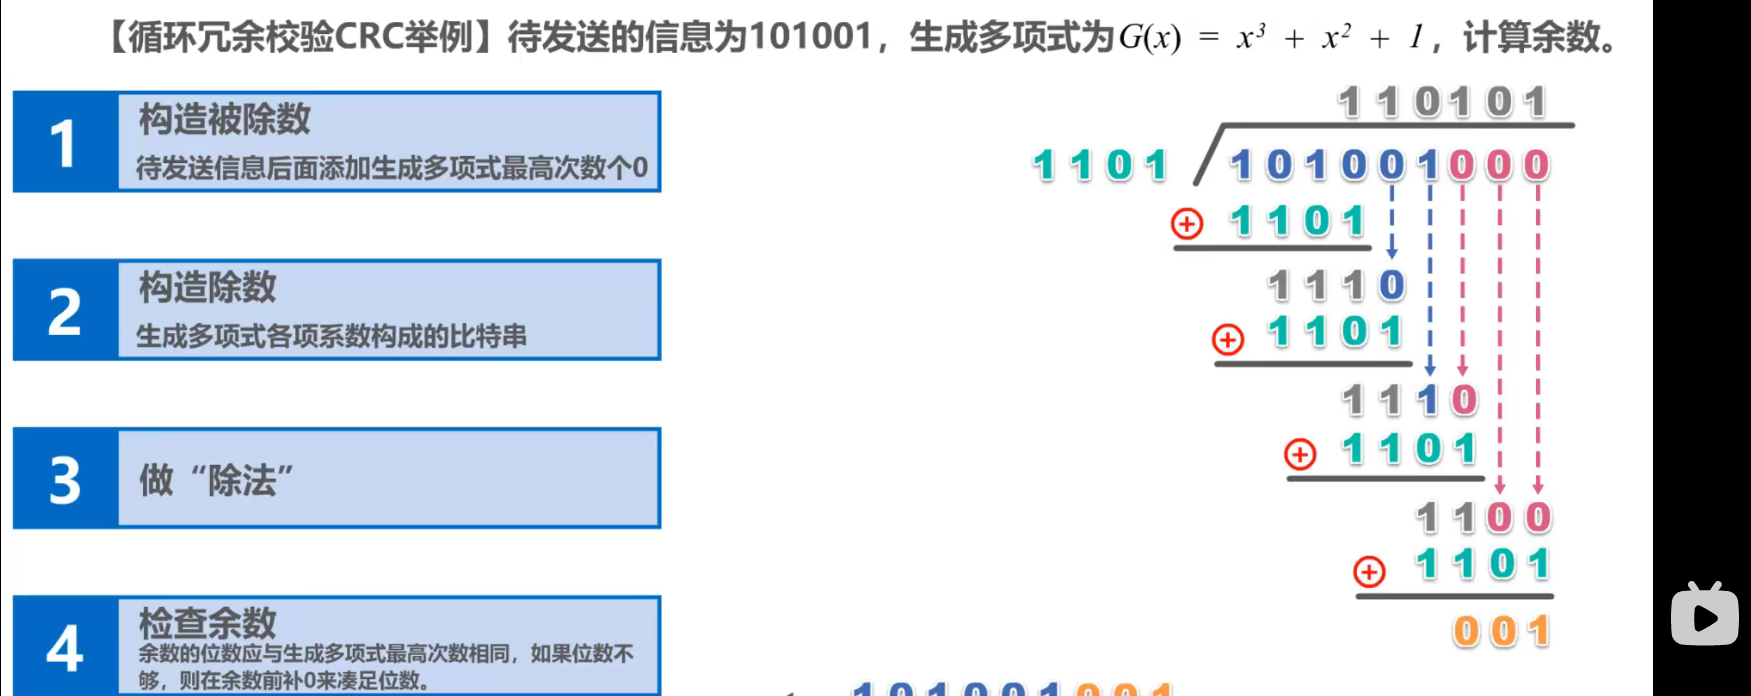 【循环冗余校验CRC举例】待发送的信息为101001，生成多项式为G(x) = x³ + x² + 1，计算余数。
1
构造被除数
待发送信息后面添加生成多项式最高次数个0
2
构造除数
生成多项式各项系数构成的比特串
3
做“除法”
4
检查余数
余数的位数应与生成多项式最高次数相同，如果位数不
够，则在余数前补0来凑足位数。
110101
1101
101001000
⊕ 1101
1110
⊕ 1101
1110
⊕ 1101
1100
⊕ 1101
001
101001001